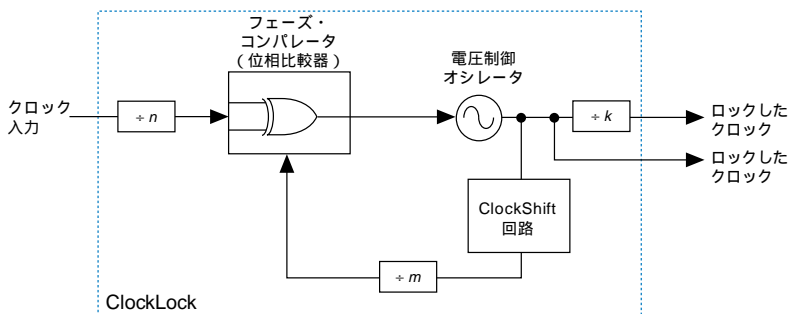 フェーズ・
コンパレータ
(位相比較器)
電圧制御
オシレータ
クロック
入力
÷ n
÷ k
ロックした
クロック
ロックした
クロック
ClockShift
回路
÷ m
ClockLock